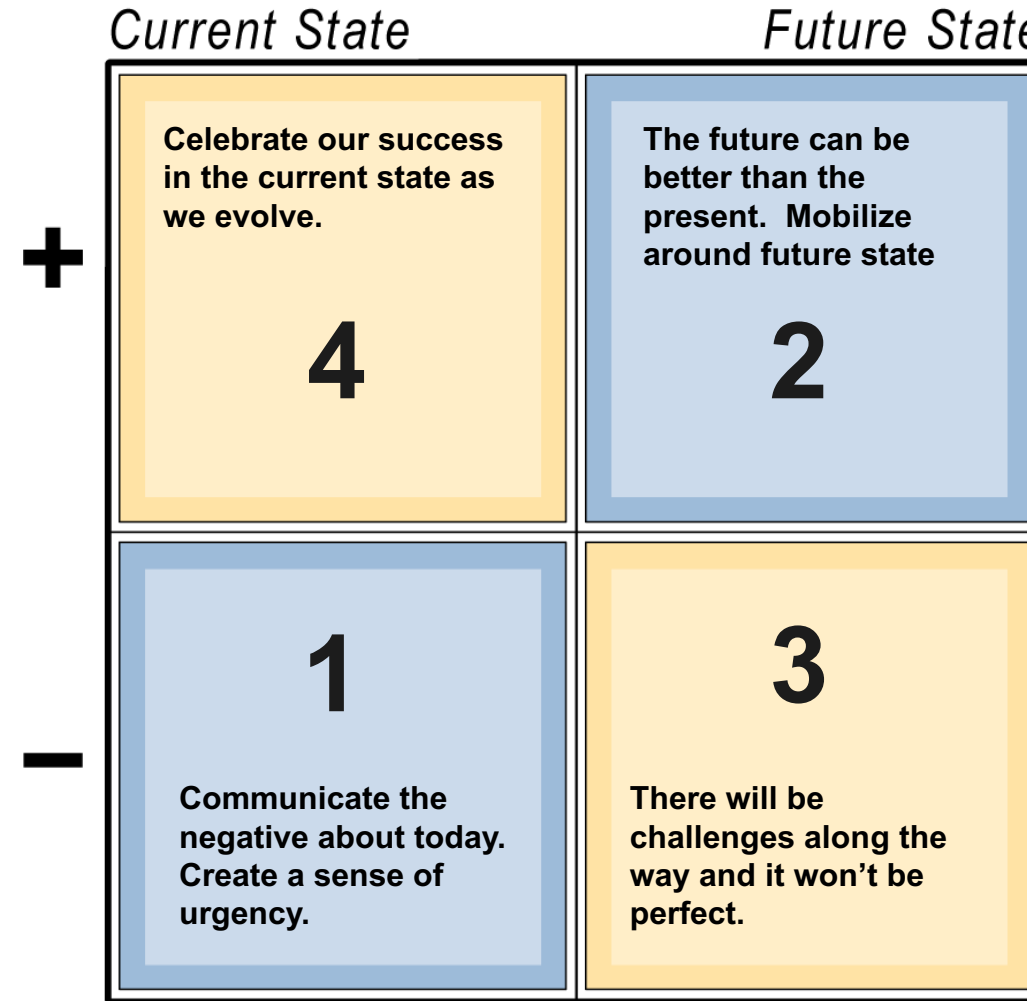 Current State
Future State
Celebrate our success
in the current state as
we evolve.
4
+
The future can be
better than the
present.  Mobilize
around future state
2
1
Communicate the
negative about today.
Create a sense of
urgency.
–
3
There will be
challenges along the
way and it won’t be
perfect.